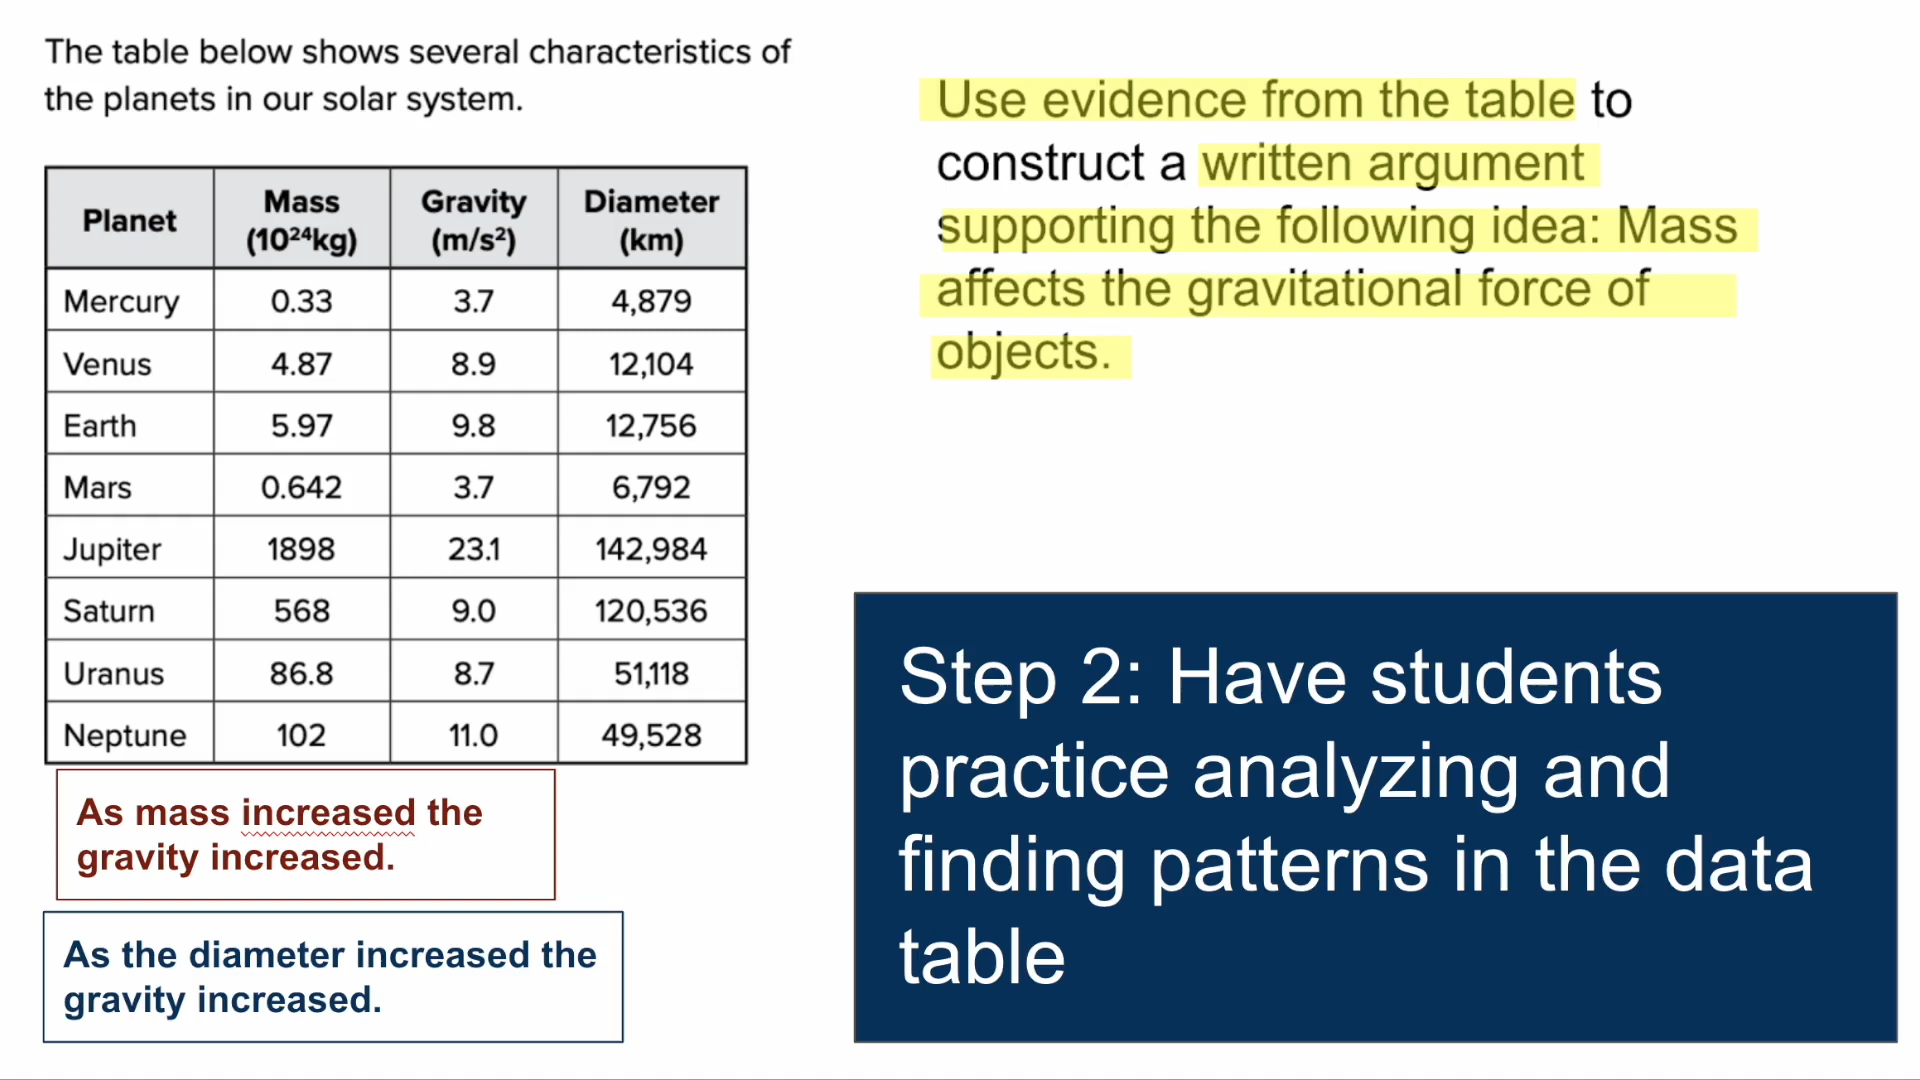 The table below shows several characteristics of
the planets in our solar system.
Planet Mass (10²⁴kg) Gravity (m/s²) Diameter (km)
Mercury 0.33 3.7 4,879
Venus 4.87 8.9 12,104
Earth 5.97 9.8 12,756
Mars 0.642 3.7 6,792
Jupiter 1898 23.1 142,984
Saturn 568 9.0 120,536
Uranus 86.8 8.7 51,118
Neptune 102 11.0 49,528
As mass increased the
gravity increased.
As the diameter increased the
gravity increased.
Use evidence from the table to
construct a written argument
supporting the following idea: Mass
affects the gravitational force of
objects.
Step 2: Have students
practice analyzing and
finding patterns in the data
table